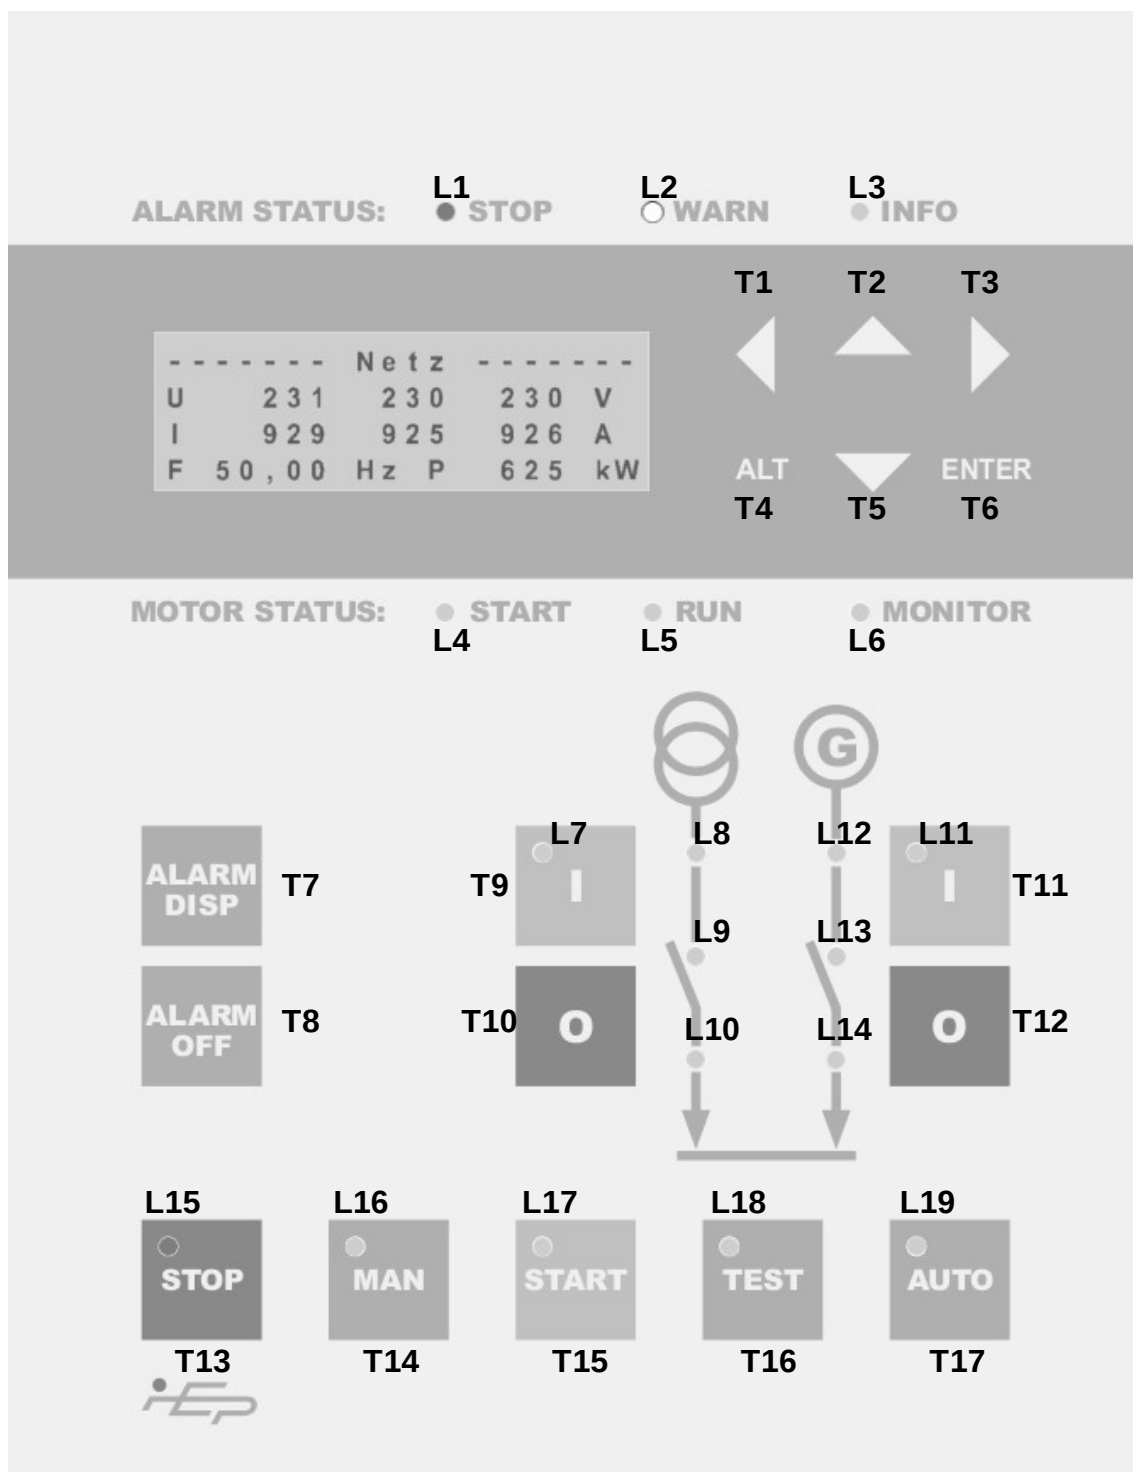 L1 L2 L3
ALARM STATUS: STOP WARN INFO
T1 T2 T3
------- Netz -------
U 231 230 230 V
I 929 925 926 A
F 50,00 Hz P 625 kW
ALT ENTER
T4 T5 T6
MOTOR STATUS: START RUN MONITOR
L4 L5 L6
G
L7 L8 L12 L11
ALARM
DISP
T7 T9 I I T11
L9 L13
ALARM
OFF
T8 T10 O O T12
L10 L14
L15 L16 L17 L18 L19
STOP MAN START TEST AUTO
T13 T14 T15 T16 T17
iEp